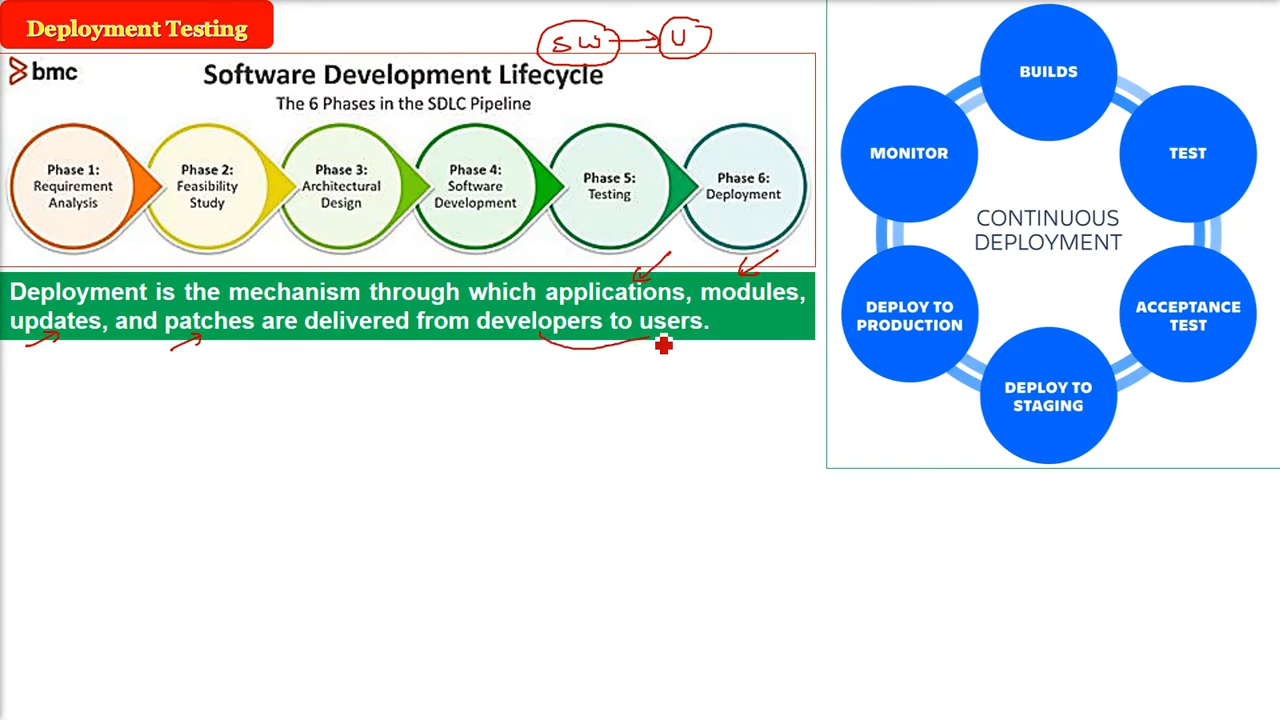 Deployment Testing
SW → U
bmc
Software Development Lifecycle
The 6 Phases in the SDLC Pipeline
Phase 1:
Requirement
Analysis
Phase 2:
Feasibility
Study
Phase 3:
Architectural
Design
Phase 4:
Software
Development
Phase 5:
Testing
Phase 6:
Deployment
Deployment is the mechanism through which applications, modules,
updates, and patches are delivered from developers to users.
BUILDS
TEST
ACCEPTANCE
TEST
DEPLOY TO
STAGING
DEPLOY TO
PRODUCTION
MONITOR
CONTINUOUS
DEPLOYMENT